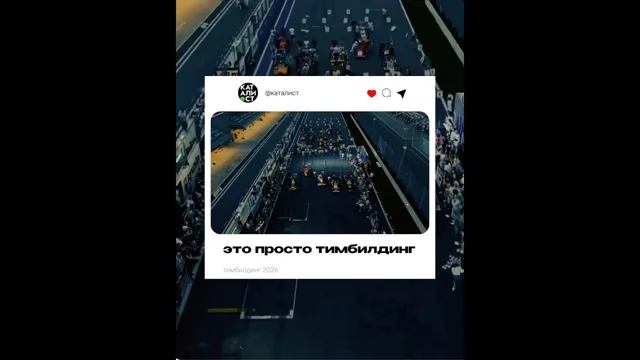 КАТ
АЛИ
СТ
@каталист
это просто тимбилдинг
тимбилдинг 2026